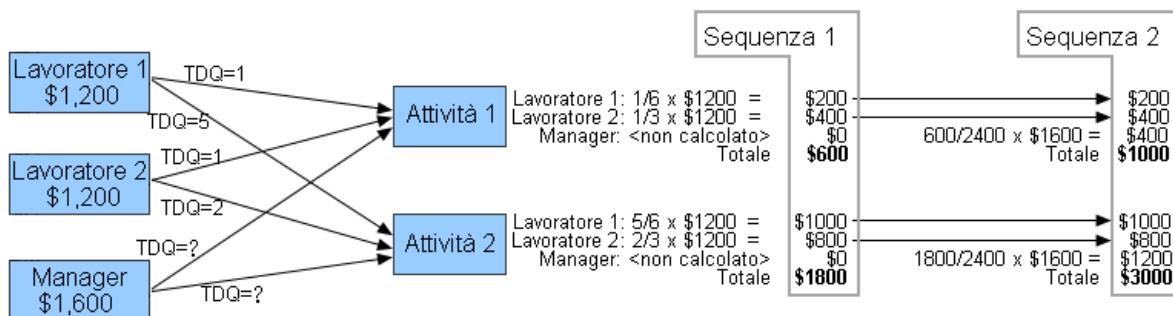 Sequenza 1
Sequenza 2
Lavoratore 1
$1,200
TDQ=1
TDQ=5
Lavoratore 2
$1,200
TDQ=1
TDQ=2
Manager
$1,600
TDQ=?
TDQ=?
Attività 1
Lavoratore 1: 1/6 x $1200 = $200 $200
Lavoratore 2: 1/3 x $1200 = $400 $400
Manager: <non calcolato> $0 600/2400 x $1600 = $400
Totale $600 Totale $1000
Attività 2
Lavoratore 1: 5/6 x $1200 = $1000 $1000
Lavoratore 2: 2/3 x $1200 = $800 $800
Manager: <non calcolato> $0 1800/2400 x $1600 = $1200
Totale $1800 Totale $3000